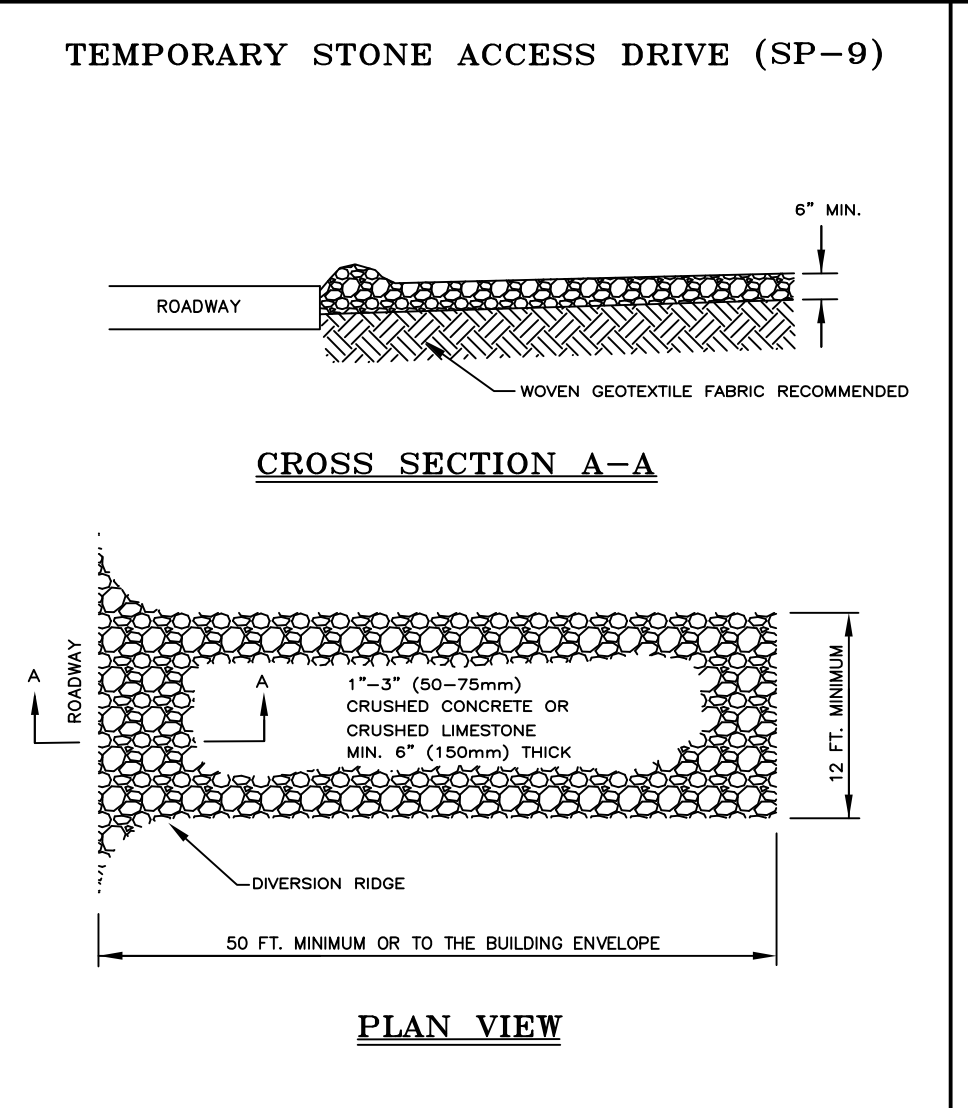 TEMPORARY STONE ACCESS DRIVE (SP-9)
6" MIN.
ROADWAY
WOVEN GEOTEXTILE FABRIC RECOMMENDED
CROSS SECTION A-A
A
ROADWAY
A
1"-3" (50-75mm)
CRUSHED CONCRETE OR
CRUSHED LIMESTONE
MIN. 6" (150mm) THICK
12 FT. MINIMUM
DIVERSION RIDGE
50 FT. MINIMUM OR TO THE BUILDING ENVELOPE
PLAN VIEW